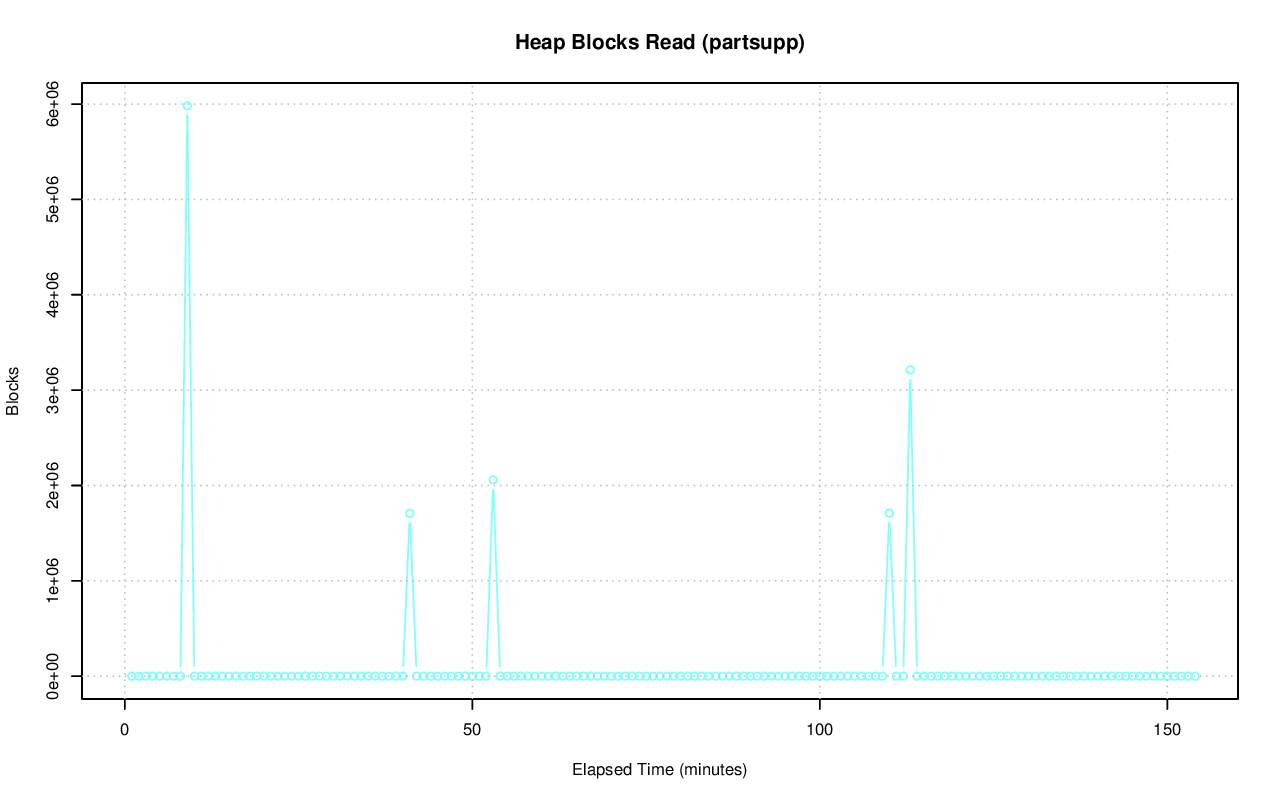 Heap Blocks Read (partsupp)
6e+06
5e+06
4e+06
3e+06
2e+06
1e+06
0e+00
Blocks
0
50
100
150
Elapsed Time (minutes)